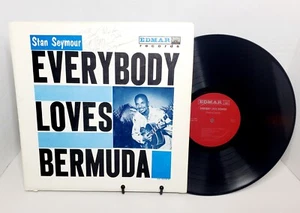 Stan Seymour
EDMAR
RECORDS
EVERYBODY
LOVES
BERMUDA
EDMAR